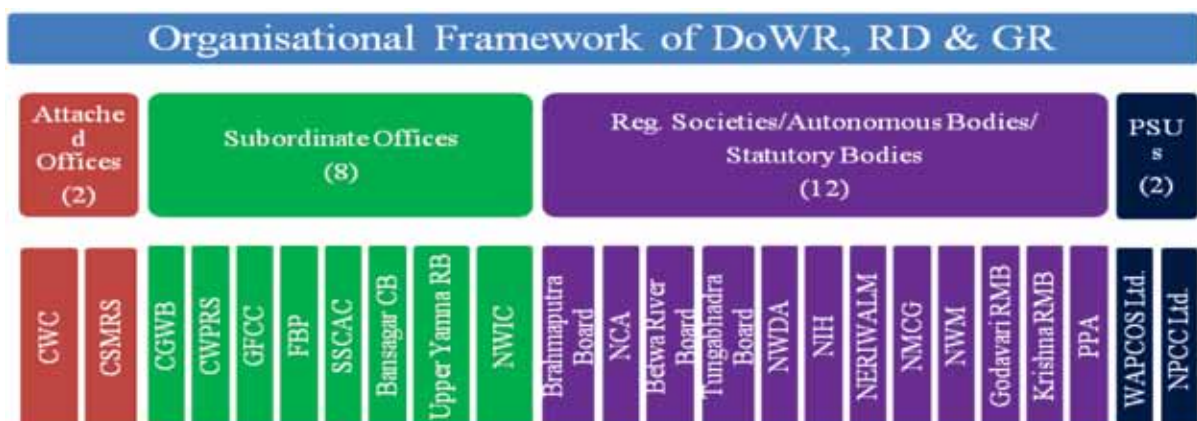 Organisational Framework of DoWR, RD & GR
Attache
d
Offices
(2)
Subordinate Offices
(8)
Reg. Societies/Autonomous Bodies/
Statutory Bodies
(12)
PSU
s
(2)
CWC
CSMRS
CGWB
CWPRS
GFCC
FBP
SSCAC
Bansagar CB
Upper Yamna RB
NWIC
Brahmaputra
Board
NCA
Betwa River
Board
Tungabhadra
Board
NWDA
NIH
NERIWALM
NMCG
NWM
Godavari RMB
Krishna RMB
PPA
WAPCOS Ltd.
NPCC Ltd.